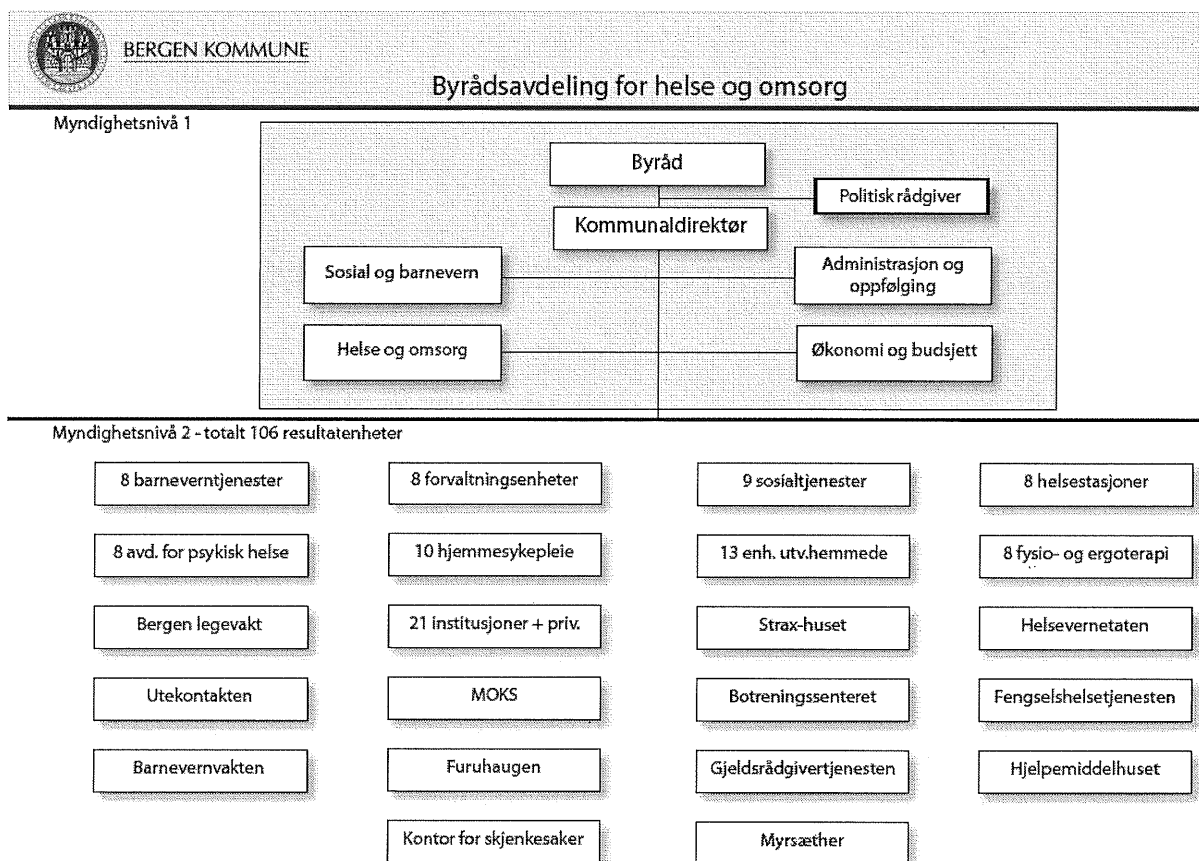 BERGEN KOMMUNE
Byrådsavdeling for helse og omsorg
Myndighetsnivå 1
Byråd
Politisk rådgiver
Kommunaldirektør
Sosial og barnevern
Administrasjon og
oppfølging
Helse og omsorg
Økonomi og budsjett
Myndighetsnivå 2 - totalt 106 resultatenheter
8 barneverntjenester
8 forvaltningsenheter
9 sosialtjenester
8 helsestasjoner
8 avd. for psykisk helse
10 hjemmesykepleie
13 enh. utv.hemmede
8 fysio- og ergoterapi
Bergen legevakt
21 institusjoner + priv.
Strax-huset
Helsevernetaten
Utekontakten
MOKS
Botreningssenteret
Fengselshelsetjenesten
Barnevernvakten
Furuhaugen
Gjeldsrådgivertjenesten
Hjelpemiddelhuset
Kontor for skjenkesaker
Myrsæther